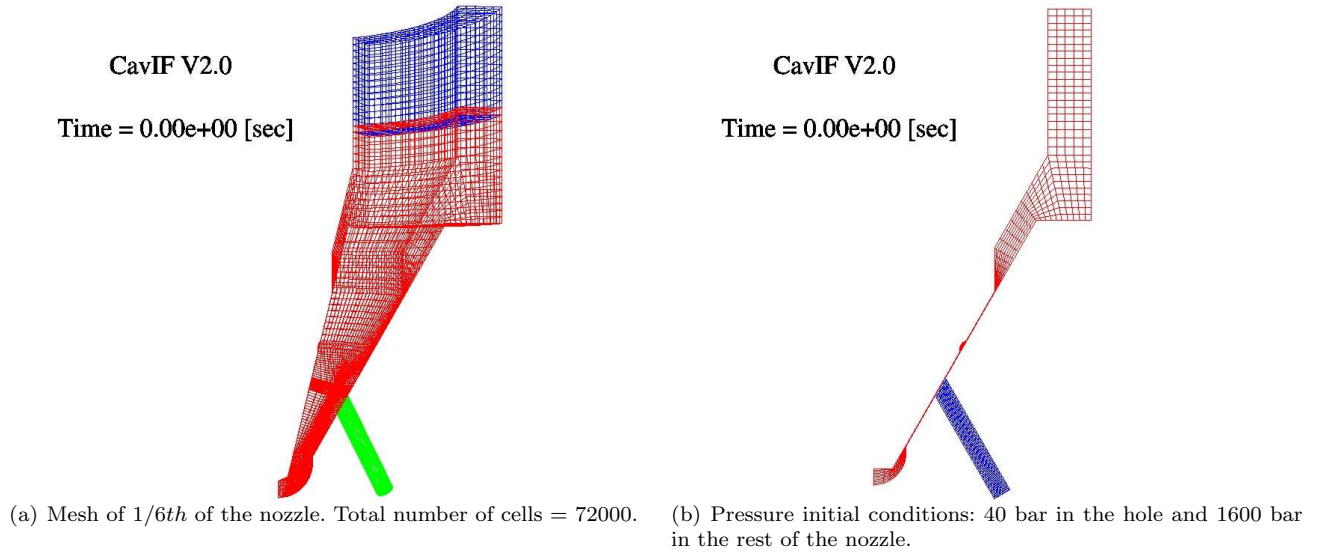 CavIF V2.0
Time = 0.00e+00 [sec]
CavIF V2.0
Time = 0.00e+00 [sec]
(a) Mesh of 1/6th of the nozzle. Total number of cells = 72000.
(b) Pressure initial conditions: 40 bar in the hole and 1600 bar
in the rest of the nozzle.